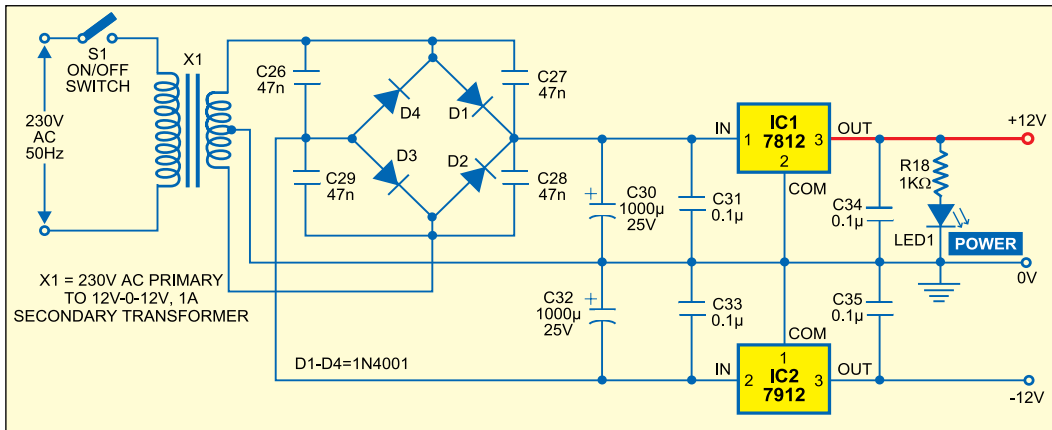 S1
ON/OFF
SWITCH
X1
230V
AC
50Hz
C26
47n
C27
47n
D4
D1
D3
D2
C29
47n
C28
47n
X1 = 230V AC PRIMARY
TO 12V-0-12V, 1A
SECONDARY TRANSFORMER
D1-D4=1N4001
C30
1000µ
25V
+
C31
0.1µ
IN
1
IC1
7812
2
3
OUT
COM
C34
0.1µ
R18
1KΩ
LED1
POWER
+12V
0V
C32
1000µ
25V
+
C33
0.1µ
COM
IN
2
1
IC2
7912
3
OUT
C35
0.1µ
-12V